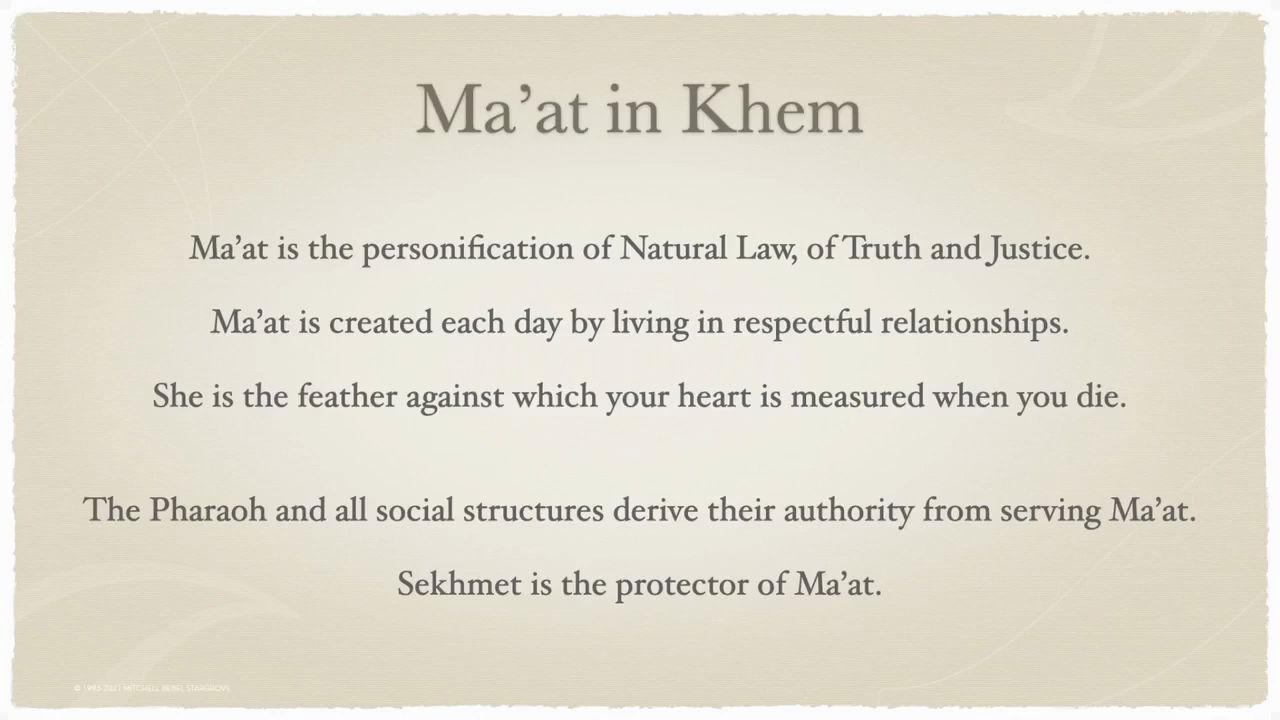 Ma’at in Khem
Ma’at is the personification of Natural Law, of Truth and Justice.
Ma’at is created each day by living in respectful relationships.
She is the feather against which your heart is measured when you die.
The Pharaoh and all social structures derive their authority from serving Ma’at.
Sekhmet is the protector of Ma’at.